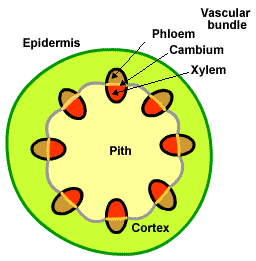 Vascular
bundle
Phloem
Epidermis
Cambium
Xylem
Pith
Cortex